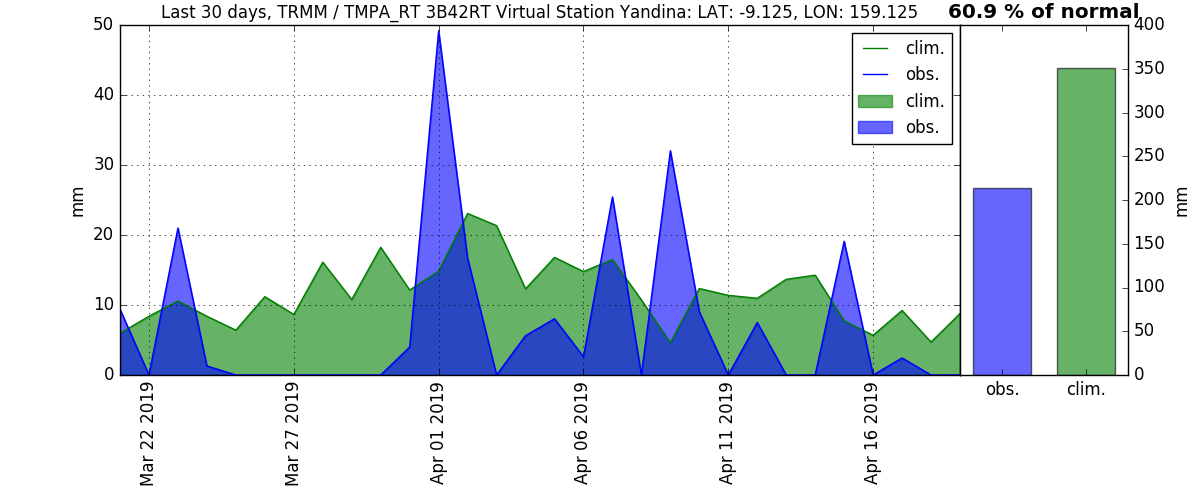 Last 30 days, TRMM / TMPA_RT 3B42RT Virtual Station Yandina: LAT: -9.125, LON: 159.125
60.9 % of normal
50
40
30
20
10
0
mm
clim.
obs.
clim.
obs.
400
350
300
250
200
150
100
50
0
mm
obs.
clim.
Mar 22 2019
Mar 27 2019
Apr 01 2019
Apr 06 2019
Apr 11 2019
Apr 16 2019